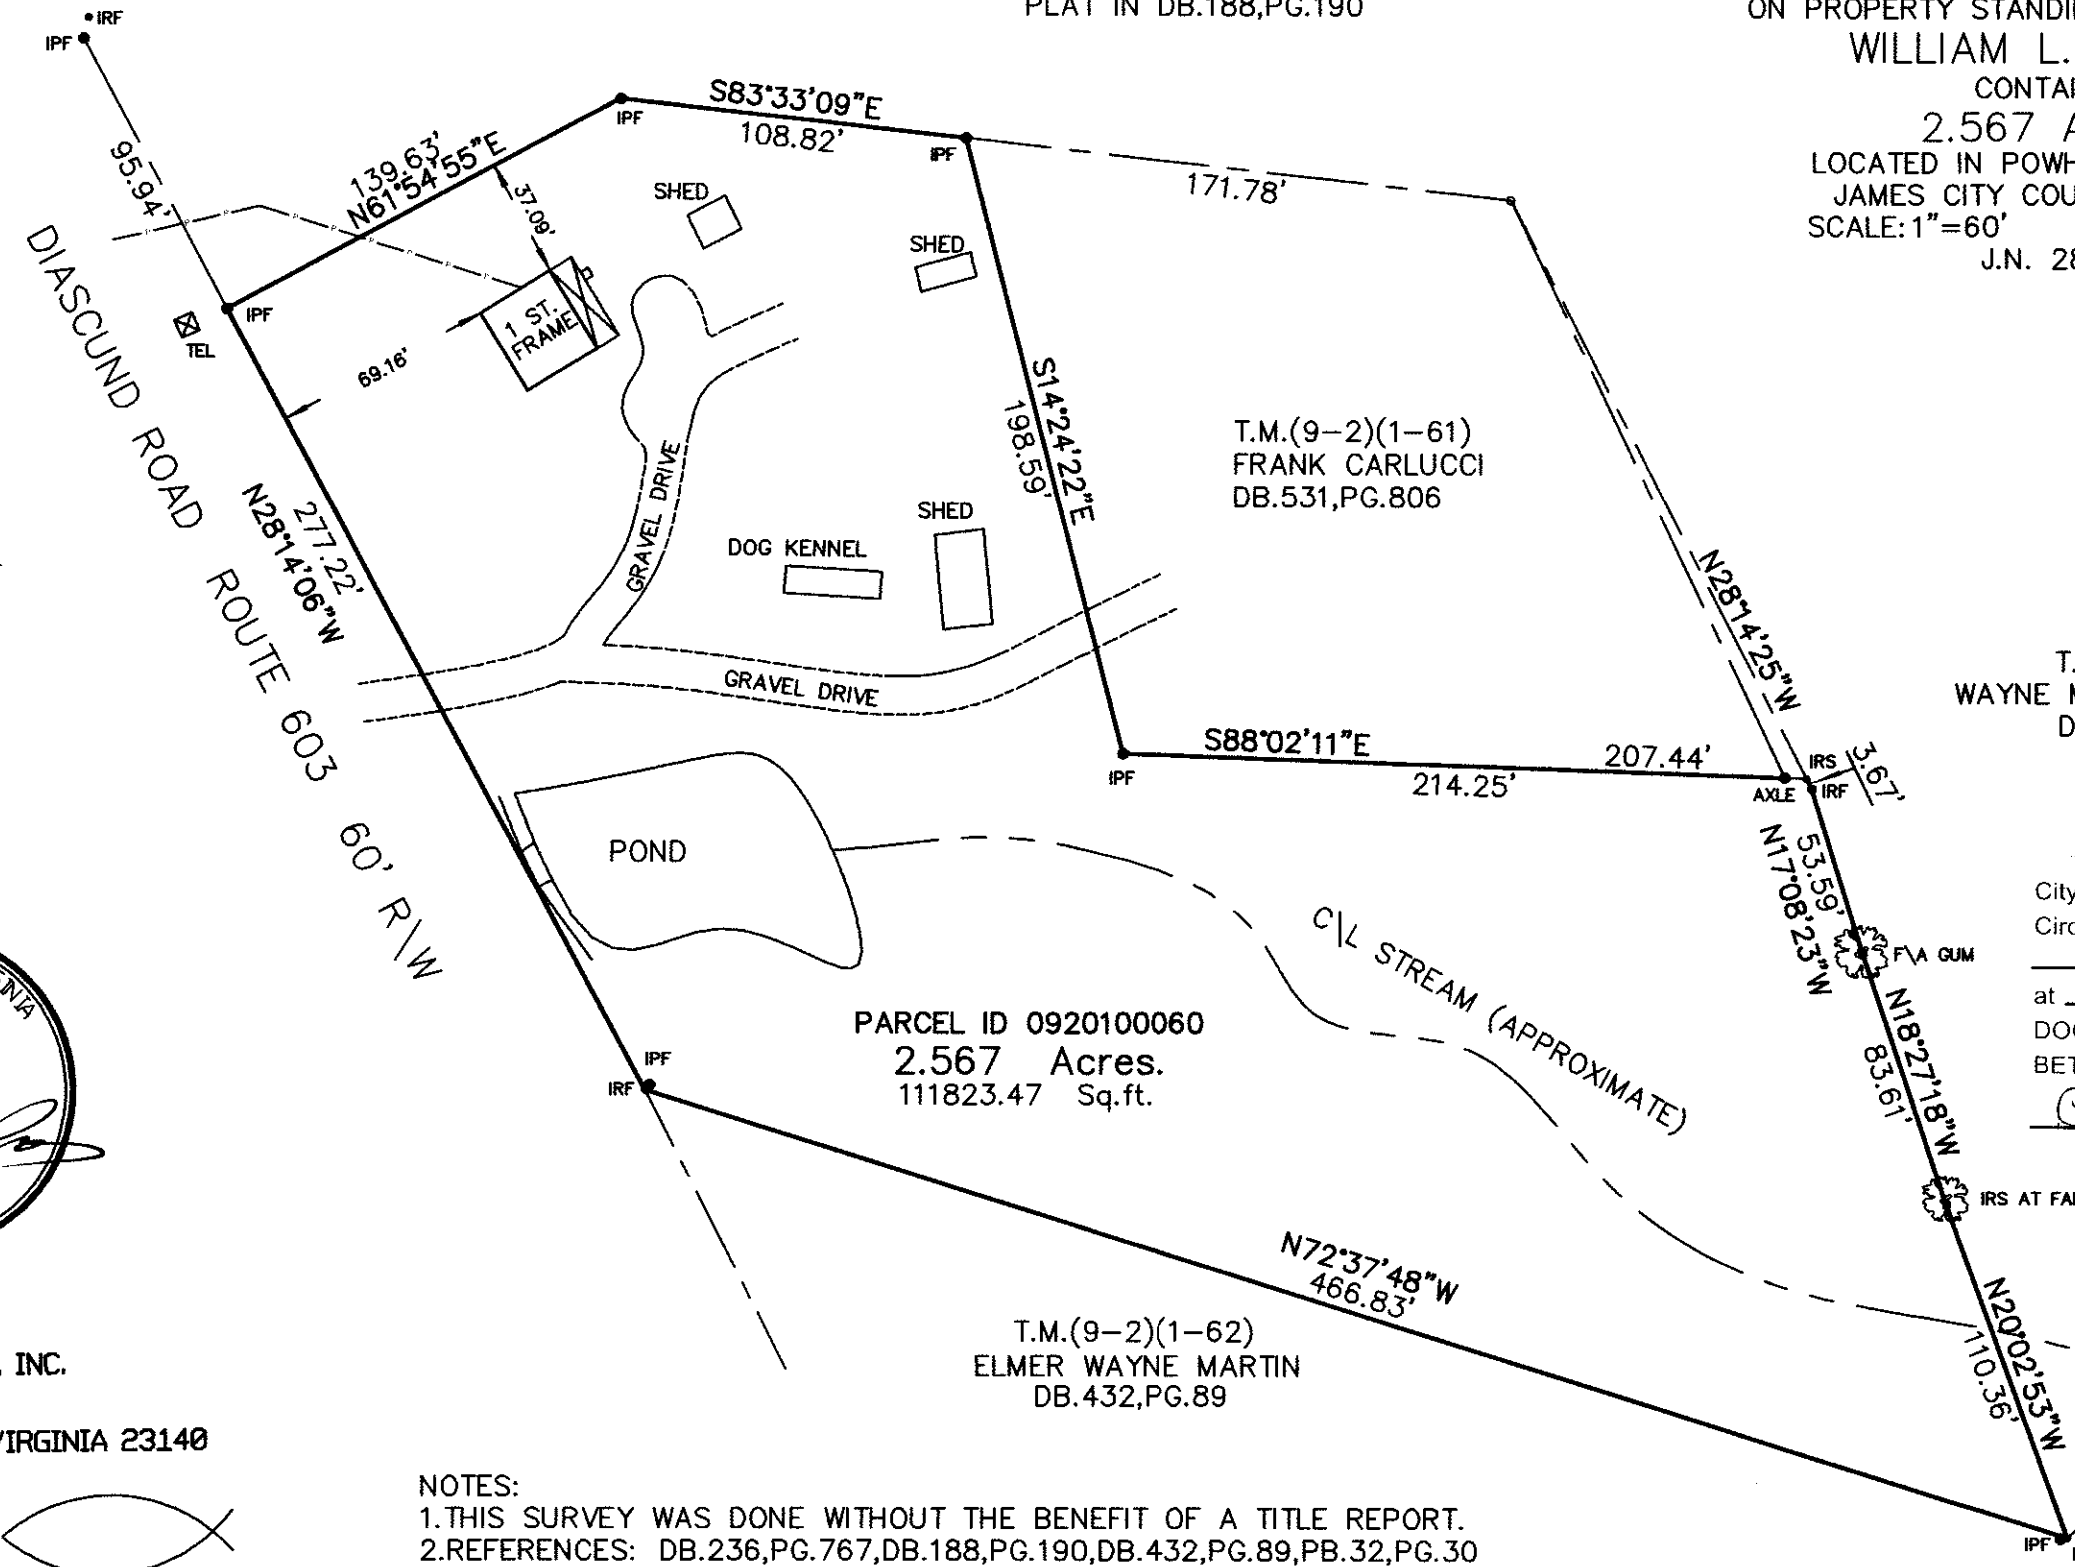 PLAT IN DB.188,PG.190
ON PROPERTY
WILLIAM L.
2.567
LOCATED IN
JAMES CITY
SCALE:1"=60'
J.N.
IRF
IPF
95.94'
139.63'
N61°54'55"E
IPF
S83°33'09"E
108.82'
IPF
171.78'
37.09'
SHED
SHED
IPF
TEL
1 ST.
FRAME
69.16'
DIASCUND ROAD ROUTE 603 60' R\W
277.22'
N28°14'06"W
GRAVEL DRIVE
S14°24'22"E
198.59'
T.M.(9-2)(1-61)
FRANK CARLUCCI
DB.531,PG.806
SHED
DOG KENNEL
GRAVEL DRIVE
N28°14'25"W
WAYNE
S88°02'11"E
207.44'
214.25'
IPF
AXLE
IRS
IRF
3.67'
POND
53.59'
N17°08'23"W
City
F\A GUM
at
C\L STREAM (APPROXIMATE)
N18°27'18"W
83.61'
PARCEL ID 0920100060
2.567 Acres.
111823.47 Sq.ft.
IPF
IRF
IRS AT
N72°37'48"W
466.83'
N20°02'53"W
110.36'
T.M.(9-2)(1-62)
ELMER WAYNE MARTIN
DB.432,PG.89
INC.
VIRGINIA 23140
NOTES:
1.THIS SURVEY WAS DONE WITHOUT THE BENEFIT OF A TITLE REPORT.
2.REFERENCES: DB.236,PG.767,DB.188,PG.190,DB.432,PG.89,PB.32,PG.30
IPF